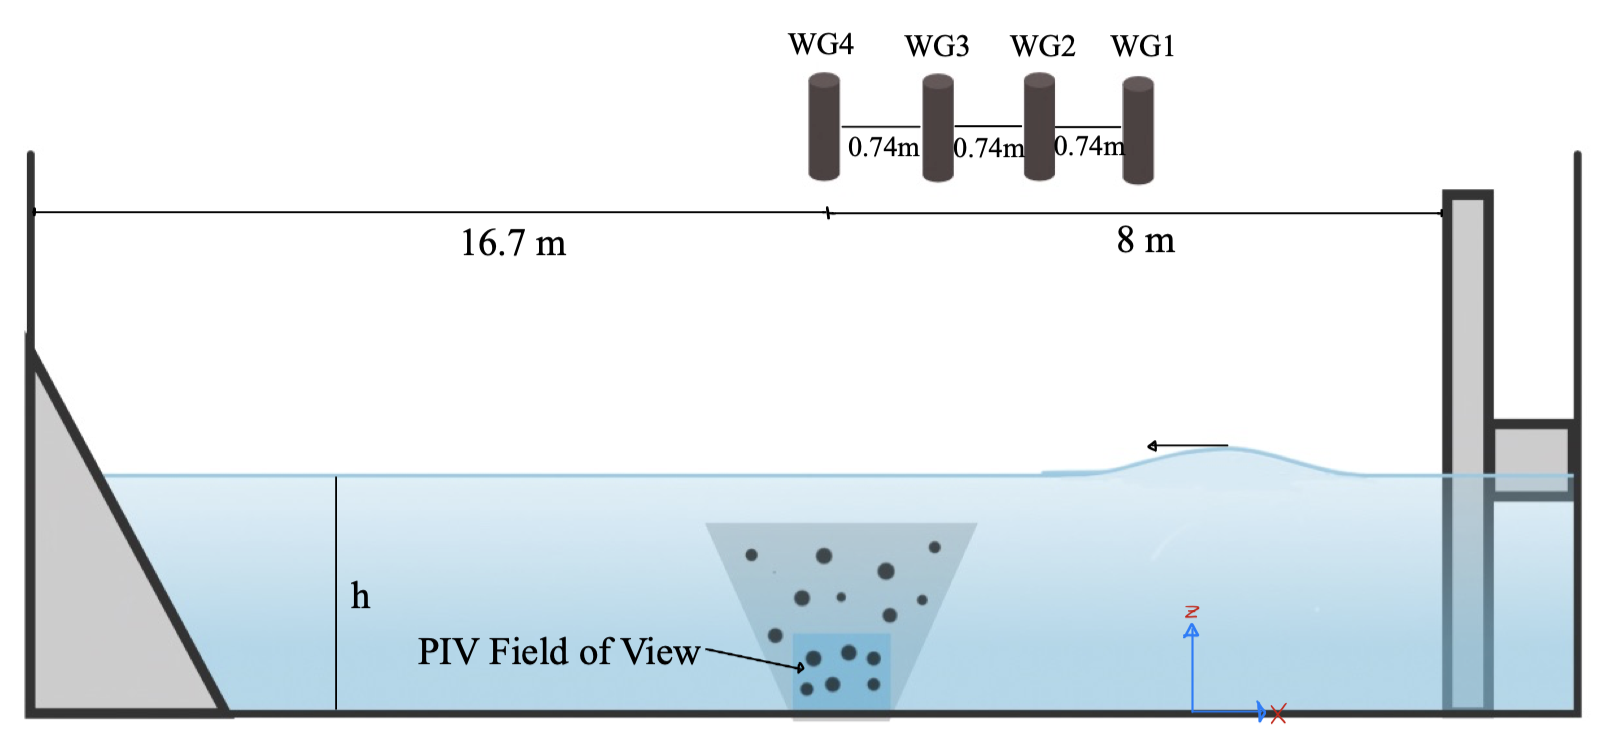 WG4 WG3 WG2 WG1
0.74m 0.74m 0.74m
16.7 m 8 m
h
z
PIV Field of View
x